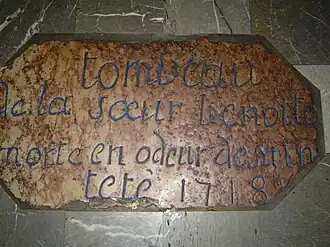 tombeau
de la sœur benoite
morte en odeur de sain
teté 1718